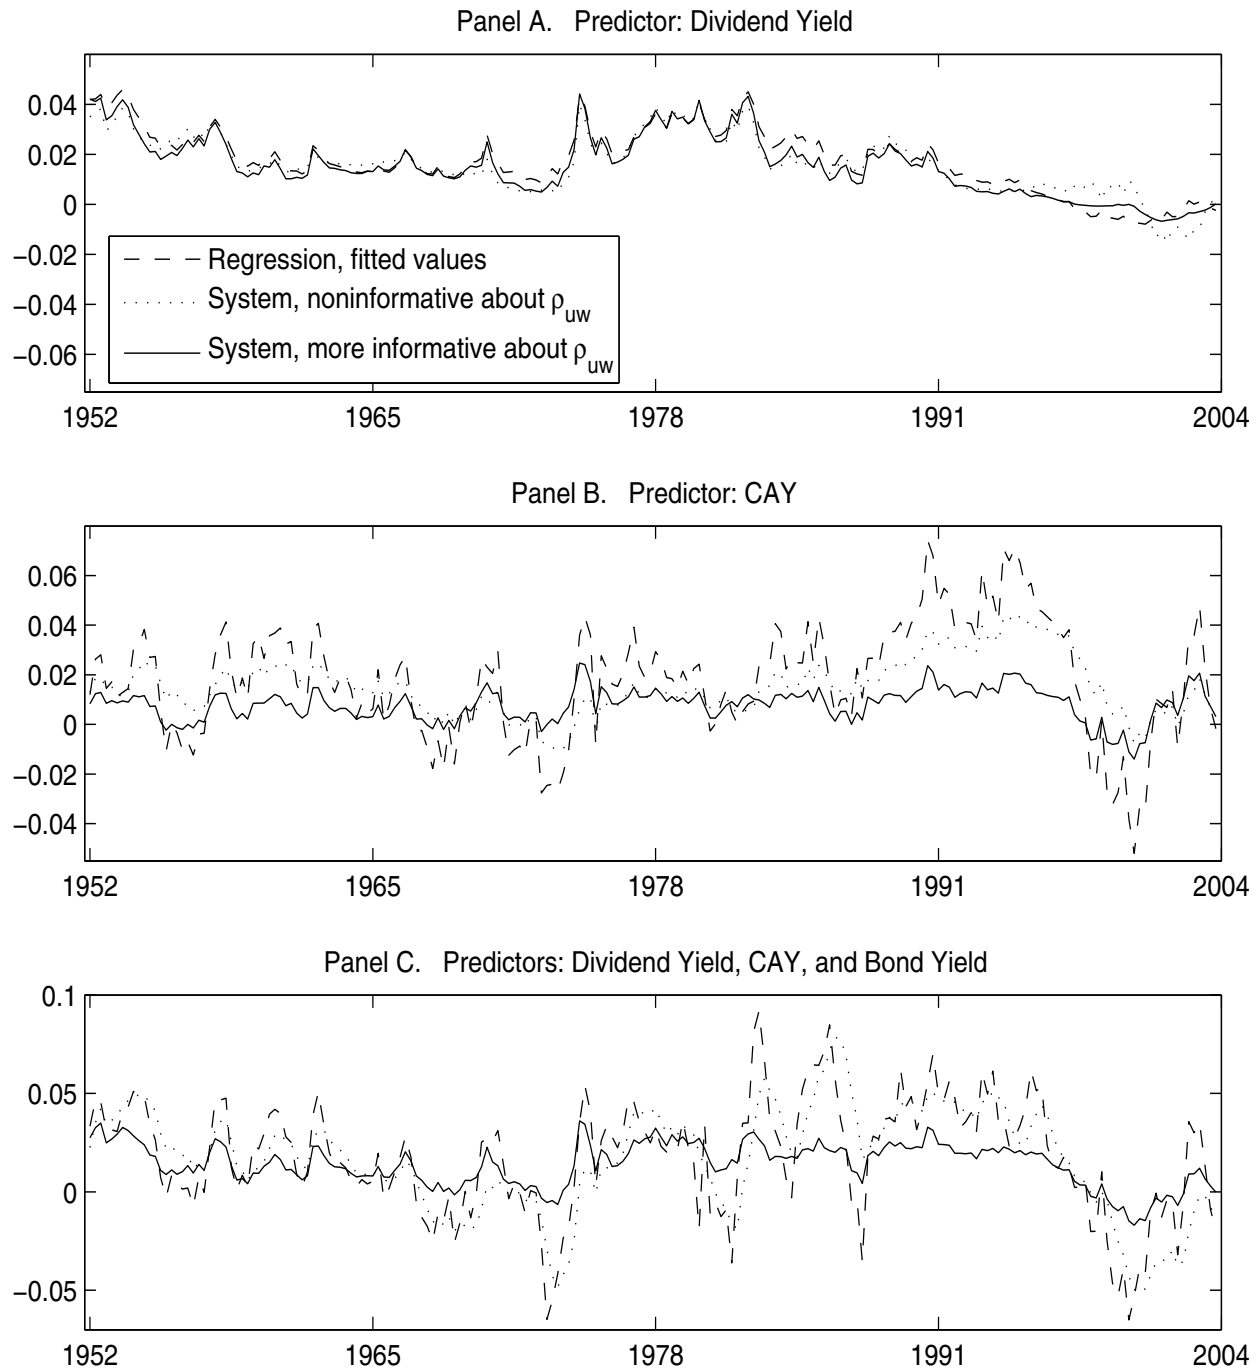 Panel A. Predictor: Dividend Yield
0.04
0.02
0
−0.02
−0.04
−0.06
Regression, fitted values
System, noninformative about ρuw
System, more informative about ρuw
1952 1965 1978 1991 2004
Panel B. Predictor: CAY
0.06
0.04
0.02
0
−0.02
−0.04
1952 1965 1978 1991 2004
Panel C. Predictors: Dividend Yield, CAY, and Bond Yield
0.1
0.05
0
−0.05
1952 1965 1978 1991 2004